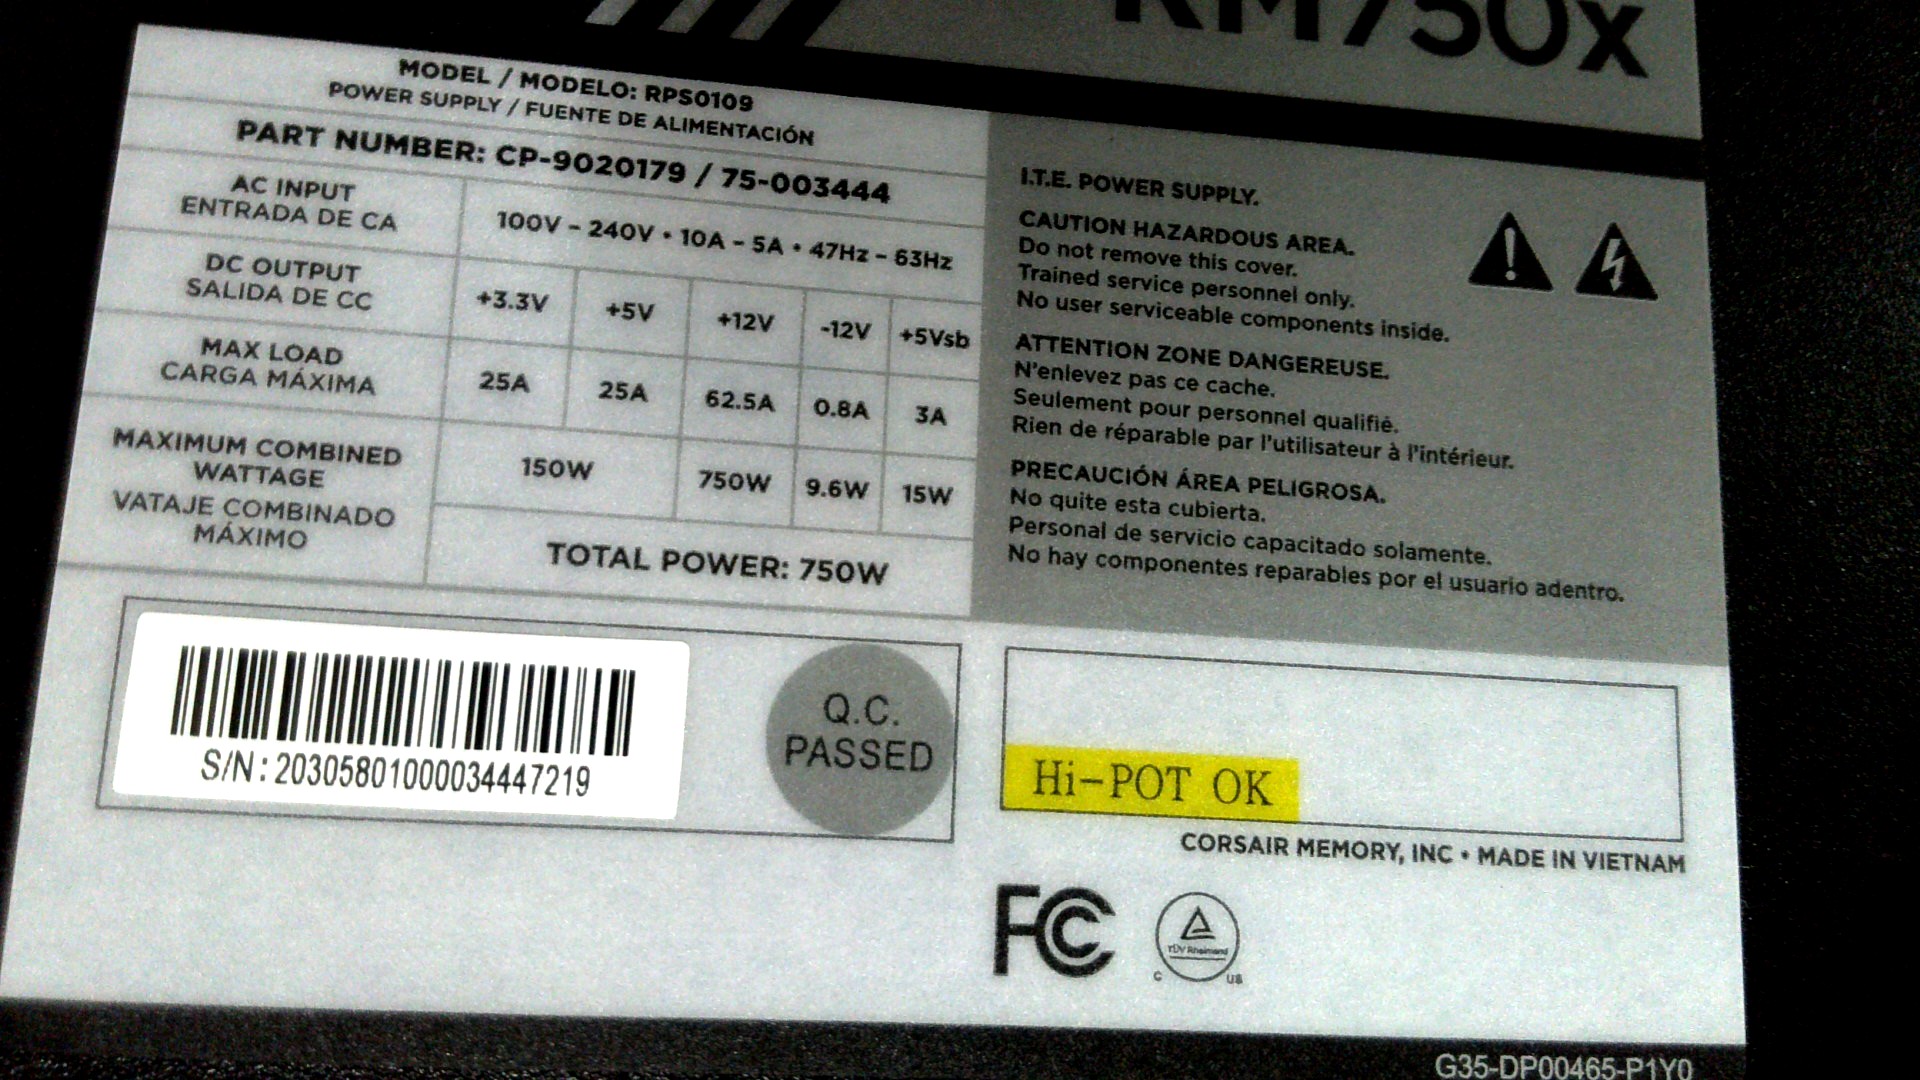 RM750x
MODEL / MODELO: RPS0109
POWER SUPPLY / FUENTE DE ALIMENTACIÓN
PART NUMBER: CP-9020179 / 75-003444
AC INPUT
ENTRADA DE CA
100V – 240V • 10A – 5A • 47Hz – 63Hz
DC OUTPUT
SALIDA DE CC
+3.3V +5V +12V -12V +5Vsb
MAX LOAD
CARGA MÁXIMA
25A 25A 62.5A 0.8A 3A
MAXIMUM COMBINED
WATTAGE
VATAJE COMBINADO
MÁXIMO
150W 750W 9.6W 15W
TOTAL POWER: 750W
I.T.E. POWER SUPPLY.
CAUTION HAZARDOUS AREA.
Do not remove this cover.
Trained service personnel only.
No user serviceable components inside.
ATTENTION ZONE DANGEREUSE.
N'enlevez pas ce cache.
Seulement pour personnel qualifié.
Rien de réparable par l'utilisateur à l'intérieur.
PRECAUCIÓN ÁREA PELIGROSA.
No quite esta cubierta.
Personal de servicio capacitado solamente.
No hay componentes reparables por el usuario adentro.
S/N: 20305801000034447219
Q.C.
PASSED
Hi-POT OK
CORSAIR MEMORY, INC • MADE IN VIETNAM
FC
TÜV Rheinland
C US
G35-DP00465-P1Y0